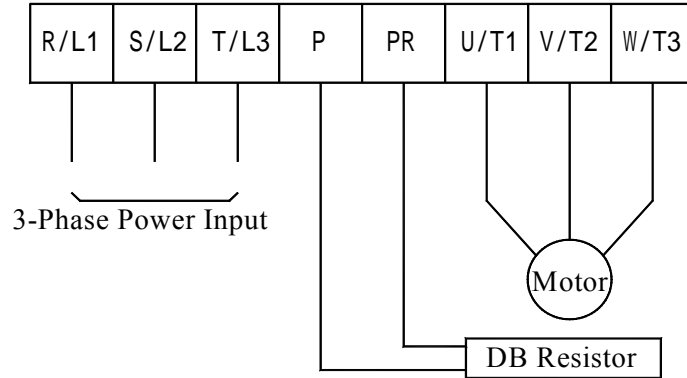 R/L1 S/L2 T/L3 P PR U/T1 V/T2 W/T3
3-Phase Power Input
Motor
DB Resistor